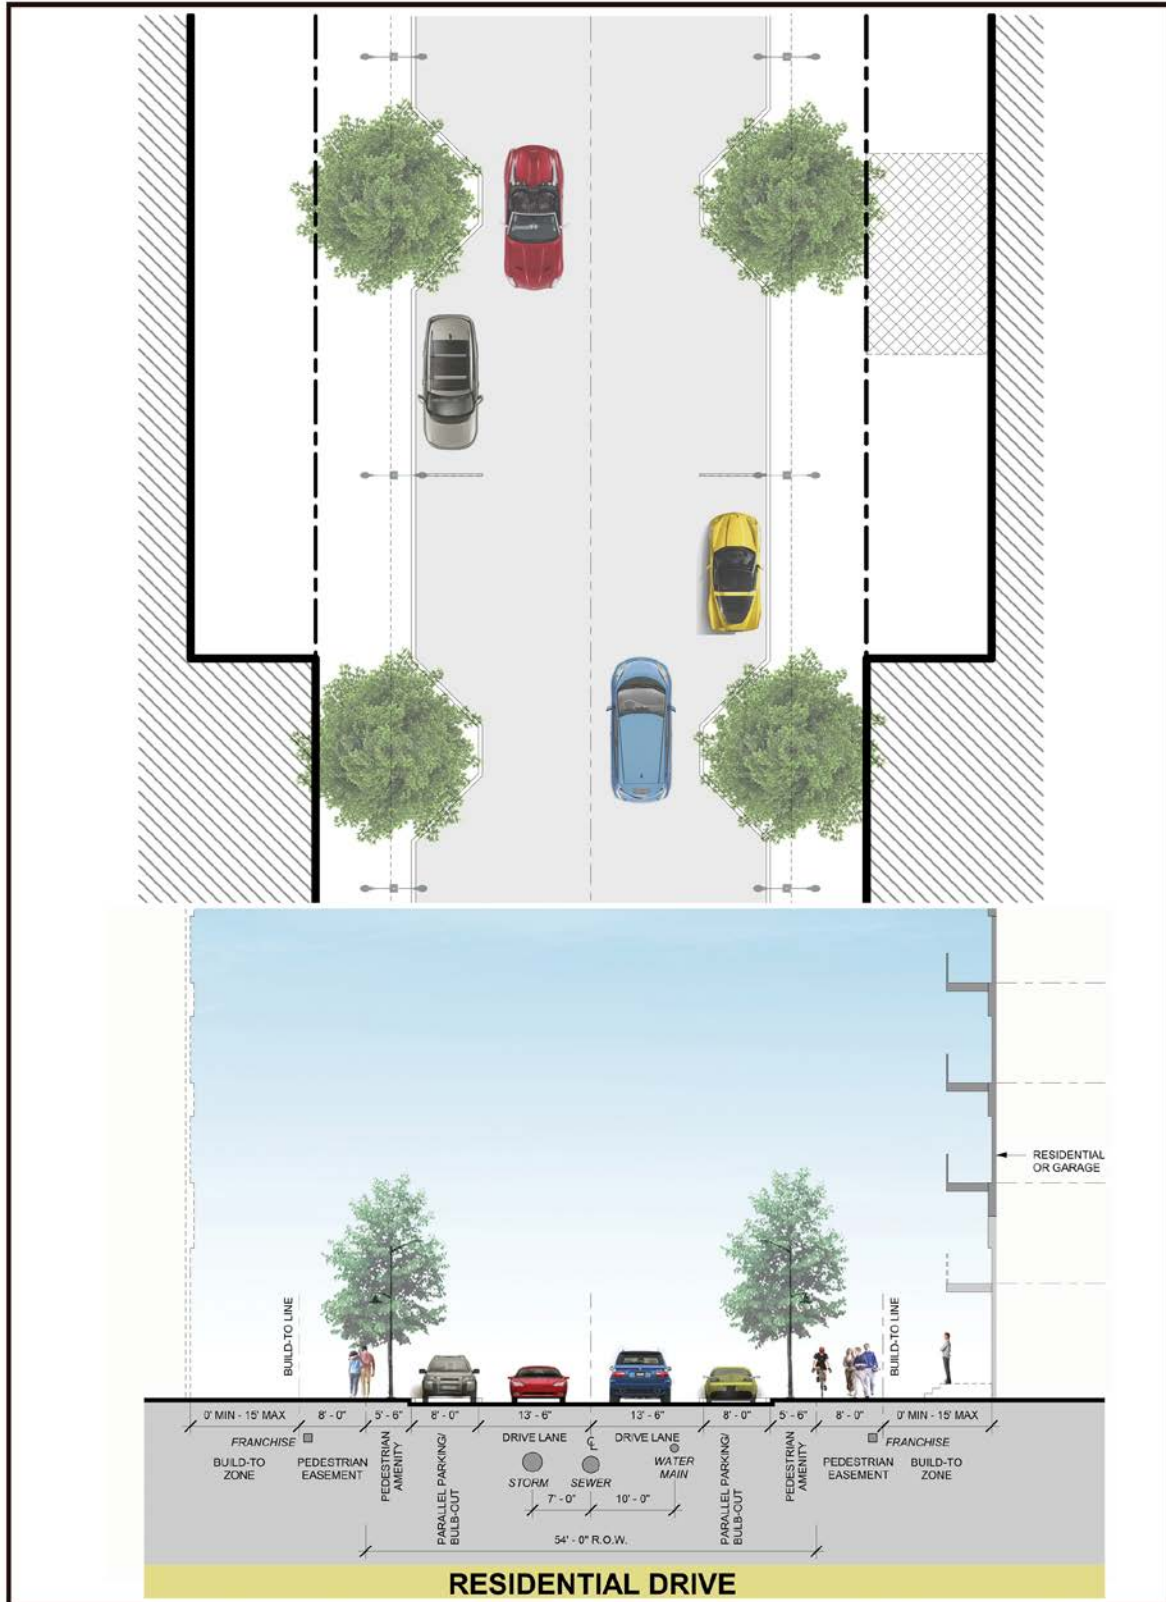 RESIDENTIAL
OR GARAGE
BUILD-TO LINE
BUILD-TO LINE
0' MIN - 15' MAX
8' - 0"
5' - 6"
8' - 0"
13' - 6"
13' - 6"
8' - 0"
5' - 6"
8' - 0"
0' MIN - 15' MAX
FRANCHISE
BUILD-TO
ZONE
PEDESTRIAN
EASEMENT
PEDESTRIAN
AMENITY
PARALLEL PARKING/
BULB-OUT
DRIVE LANE
STORM
CL
SEWER
DRIVE LANE
WATER
MAIN
PARALLEL PARKING/
BULB-OUT
PEDESTRIAN
AMENITY
PEDESTRIAN
EASEMENT
FRANCHISE
BUILD-TO
ZONE
7' - 0"
10' - 0"
54' - 0" R.O.W.
RESIDENTIAL DRIVE